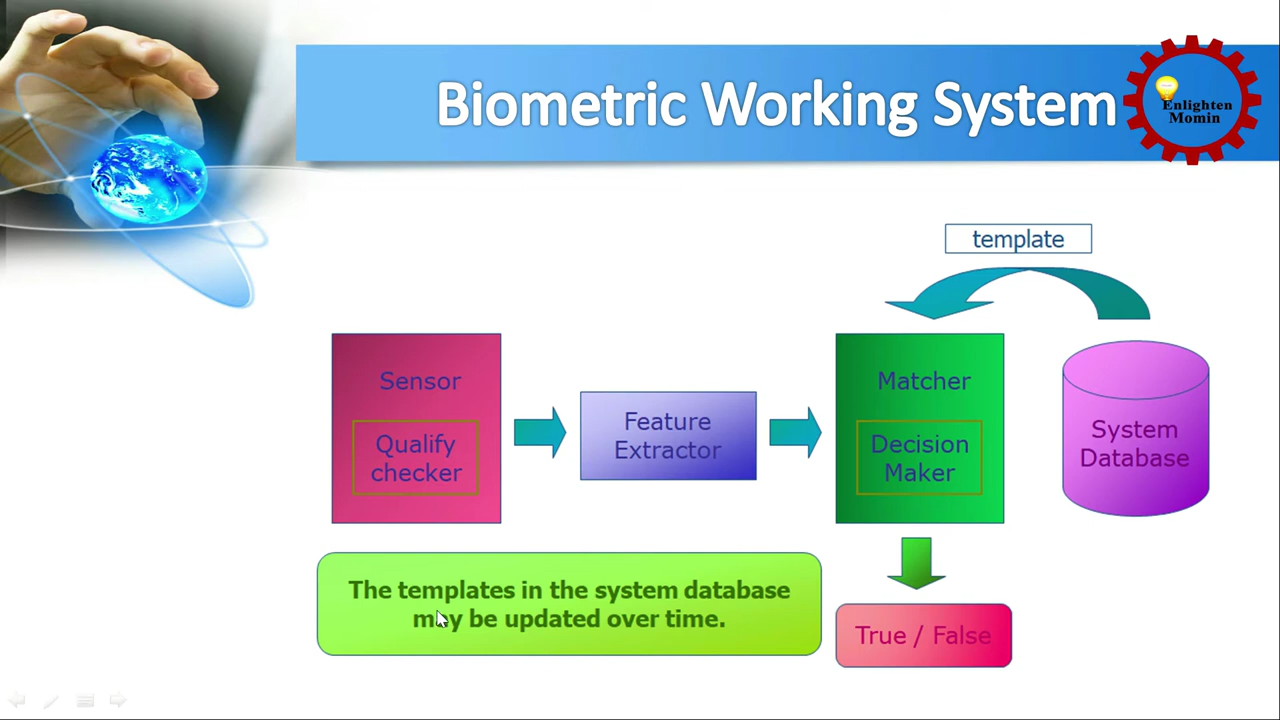 Biometric Working System
Enlighten
Momin
template
Sensor
Qualify
checker
Feature
Extractor
Matcher
Decision
Maker
System
Database
The templates in the system database
may be updated over time.
True / False